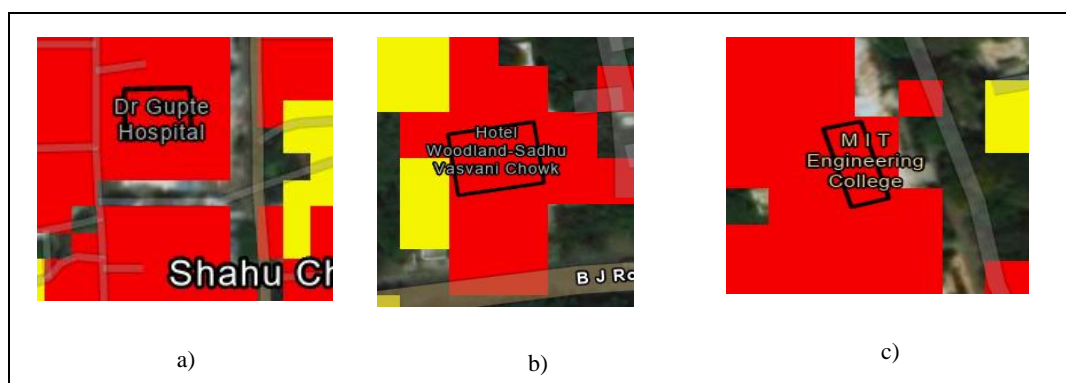 Dr Gupte
Hospital
Shahu Ch
a)
Hotel
Woodland-Sadhu
Vasvani Chowk
B J Ro
b)
M I T
Engineering
College
c)